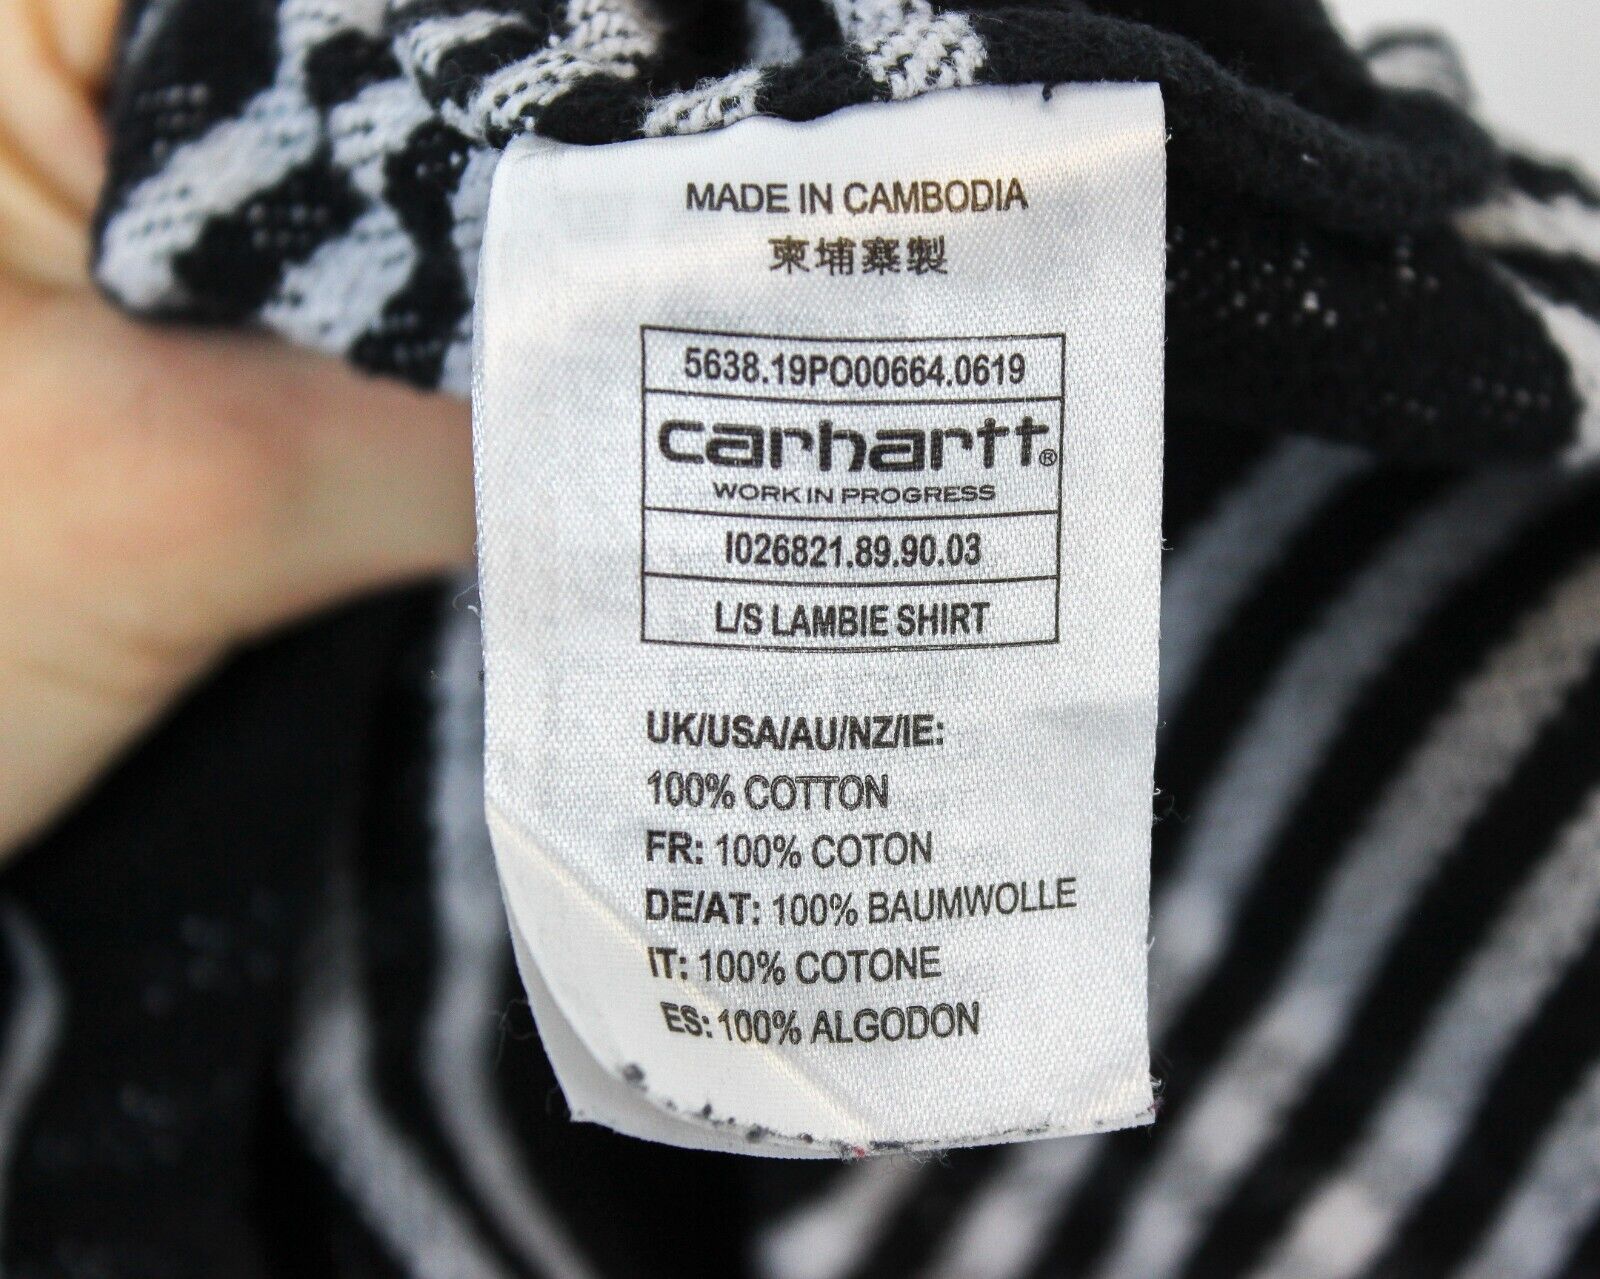 MADE IN CAMBODIA
柬埔寨製
5638.19PO00664.0619
carhartt®
WORK IN PROGRESS
I026821.89.90.03
L/S LAMBIE SHIRT
UK/USA/AU/NZ/IE:
100% COTTON
FR: 100% COTON
DE/AT: 100% BAUMWOLLE
IT: 100% COTONE
ES: 100% ALGODON